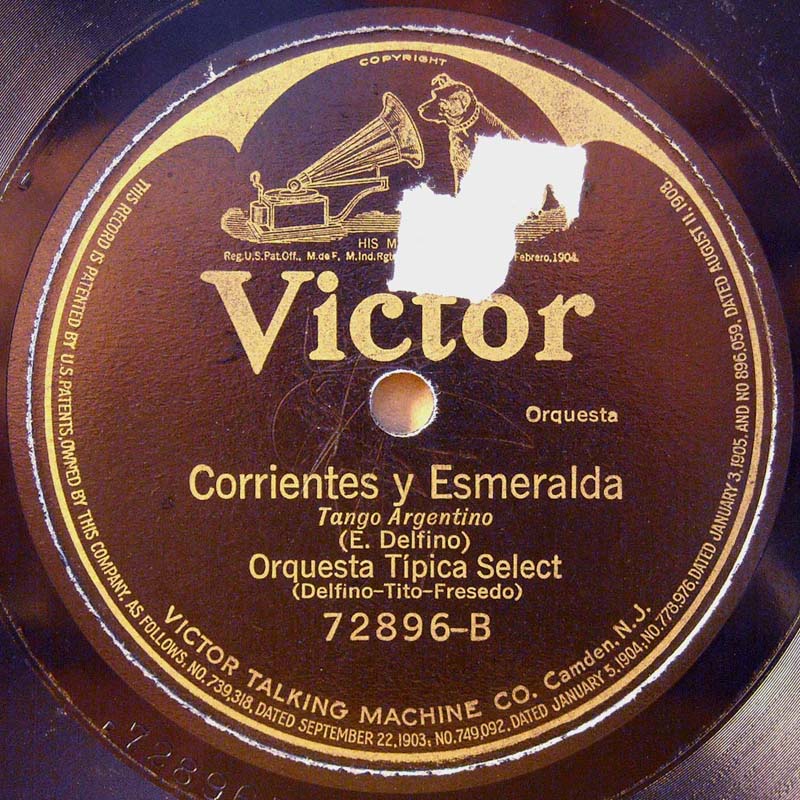 COPYRIGHT
HIS M
Reg.U.S.Pat.Off., M.de F. M.Ind.Rgt Febrero,1904.
Victor
Orquesta
Corrientes y Esmeralda
Tango Argentino
(E. Delfino)
Orquesta Típica Select
(Delfino-Tito-Fresedo)
72896-B
VICTOR TALKING MACHINE CO. Camden, N.J.
THIS RECORD IS PATENTED BY U.S. PATENTS, OWNED BY THIS COMPANY, AS FOLLOWS, NO. 739,318, DATED SEPTEMBER 22, 1903; NO. 749,092, DATED JANUARY 5, 1904; NO. 778,976, DATED JANUARY 3, 1905, AND NO 896,059, DATED AUGUST 11, 1908
7289